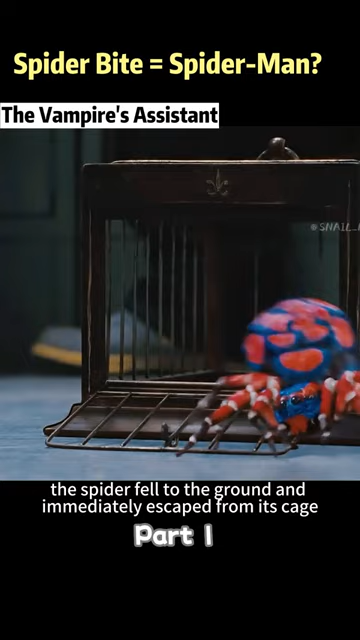 Spider Bite = Spider-Man?
The Vampire's Assistant
the spider fell to the ground and
immediately escaped from its cage
Part 1